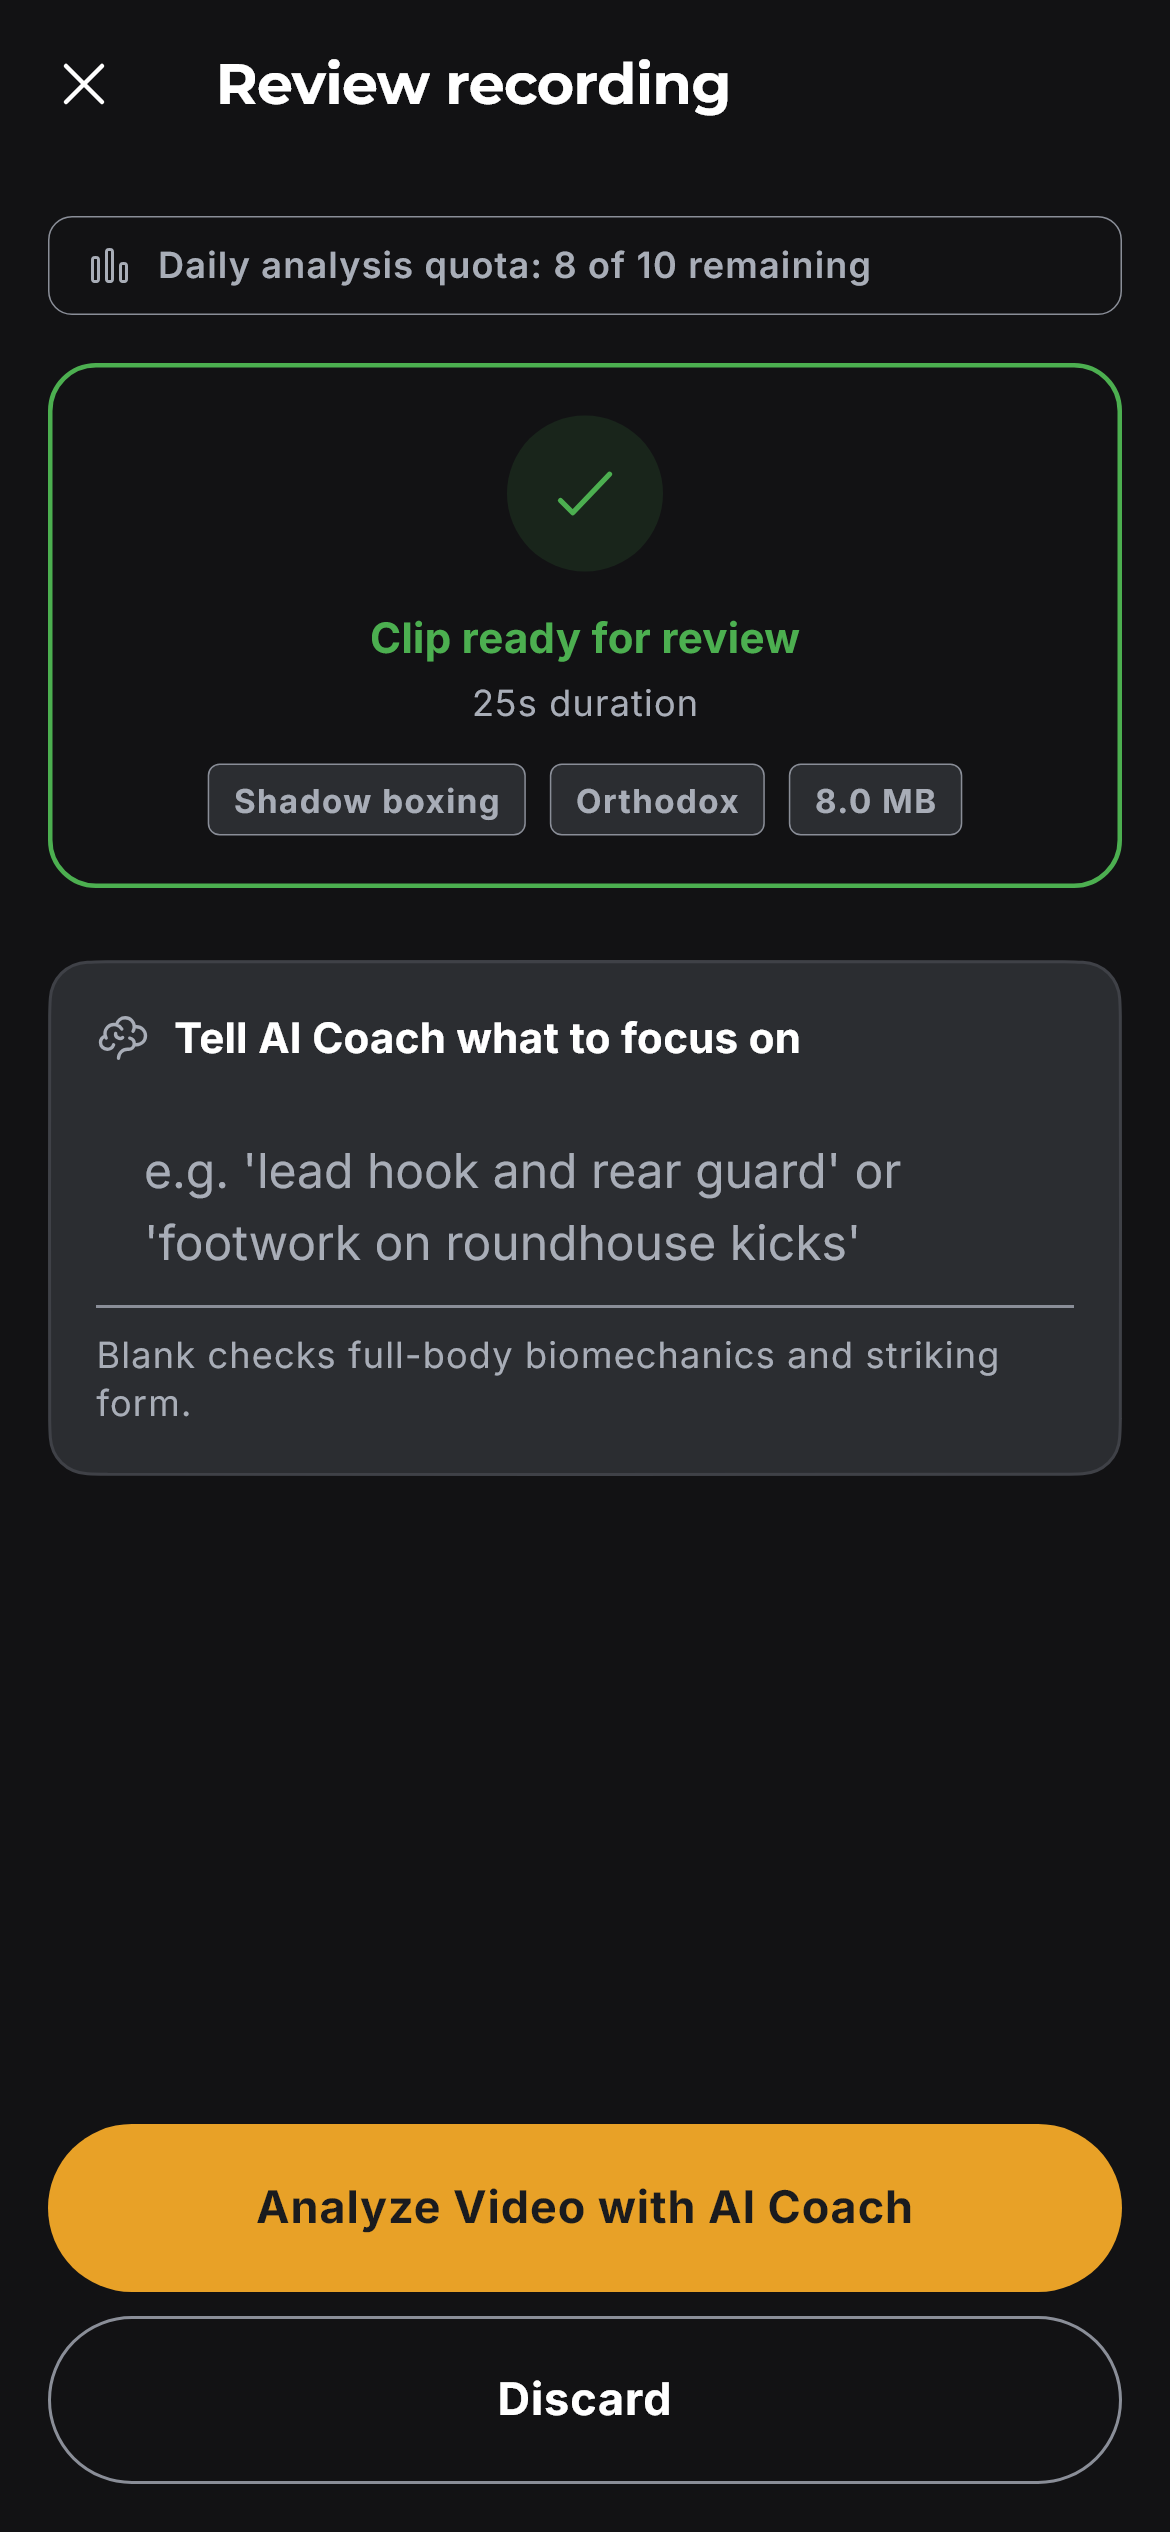 Review recording
Daily analysis quota: 8 of 10 remaining
Clip ready for review
25s duration
Shadow boxing
Orthodox
8.0 MB
Tell AI Coach what to focus on
e.g. 'lead hook and rear guard' or
'footwork on roundhouse kicks'
Blank checks full-body biomechanics and striking
form.
Analyze Video with AI Coach
Discard